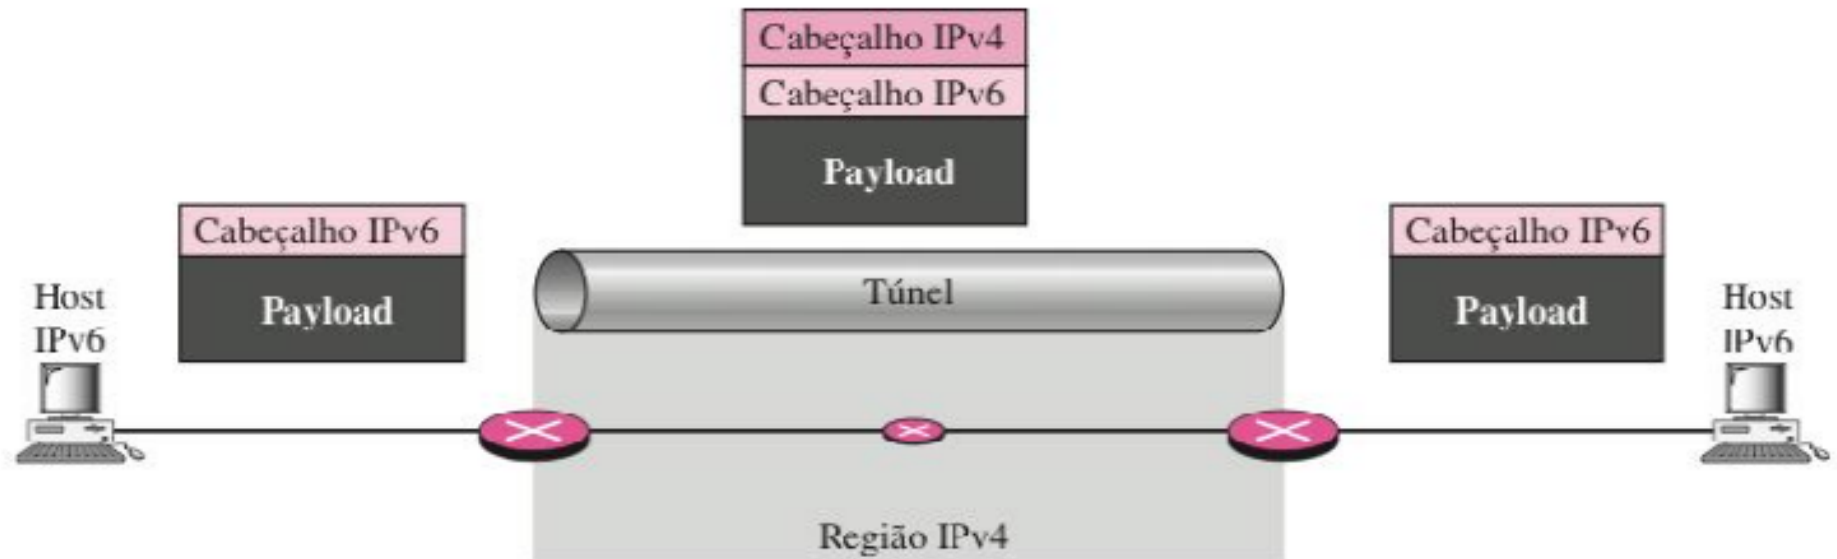 Cabeçalho IPv4
Cabeçalho IPv6
Payload
Cabeçalho IPv6
Payload
Túnel
Cabeçalho IPv6
Payload
Host
IPv6
Host
IPv6
Região IPv4